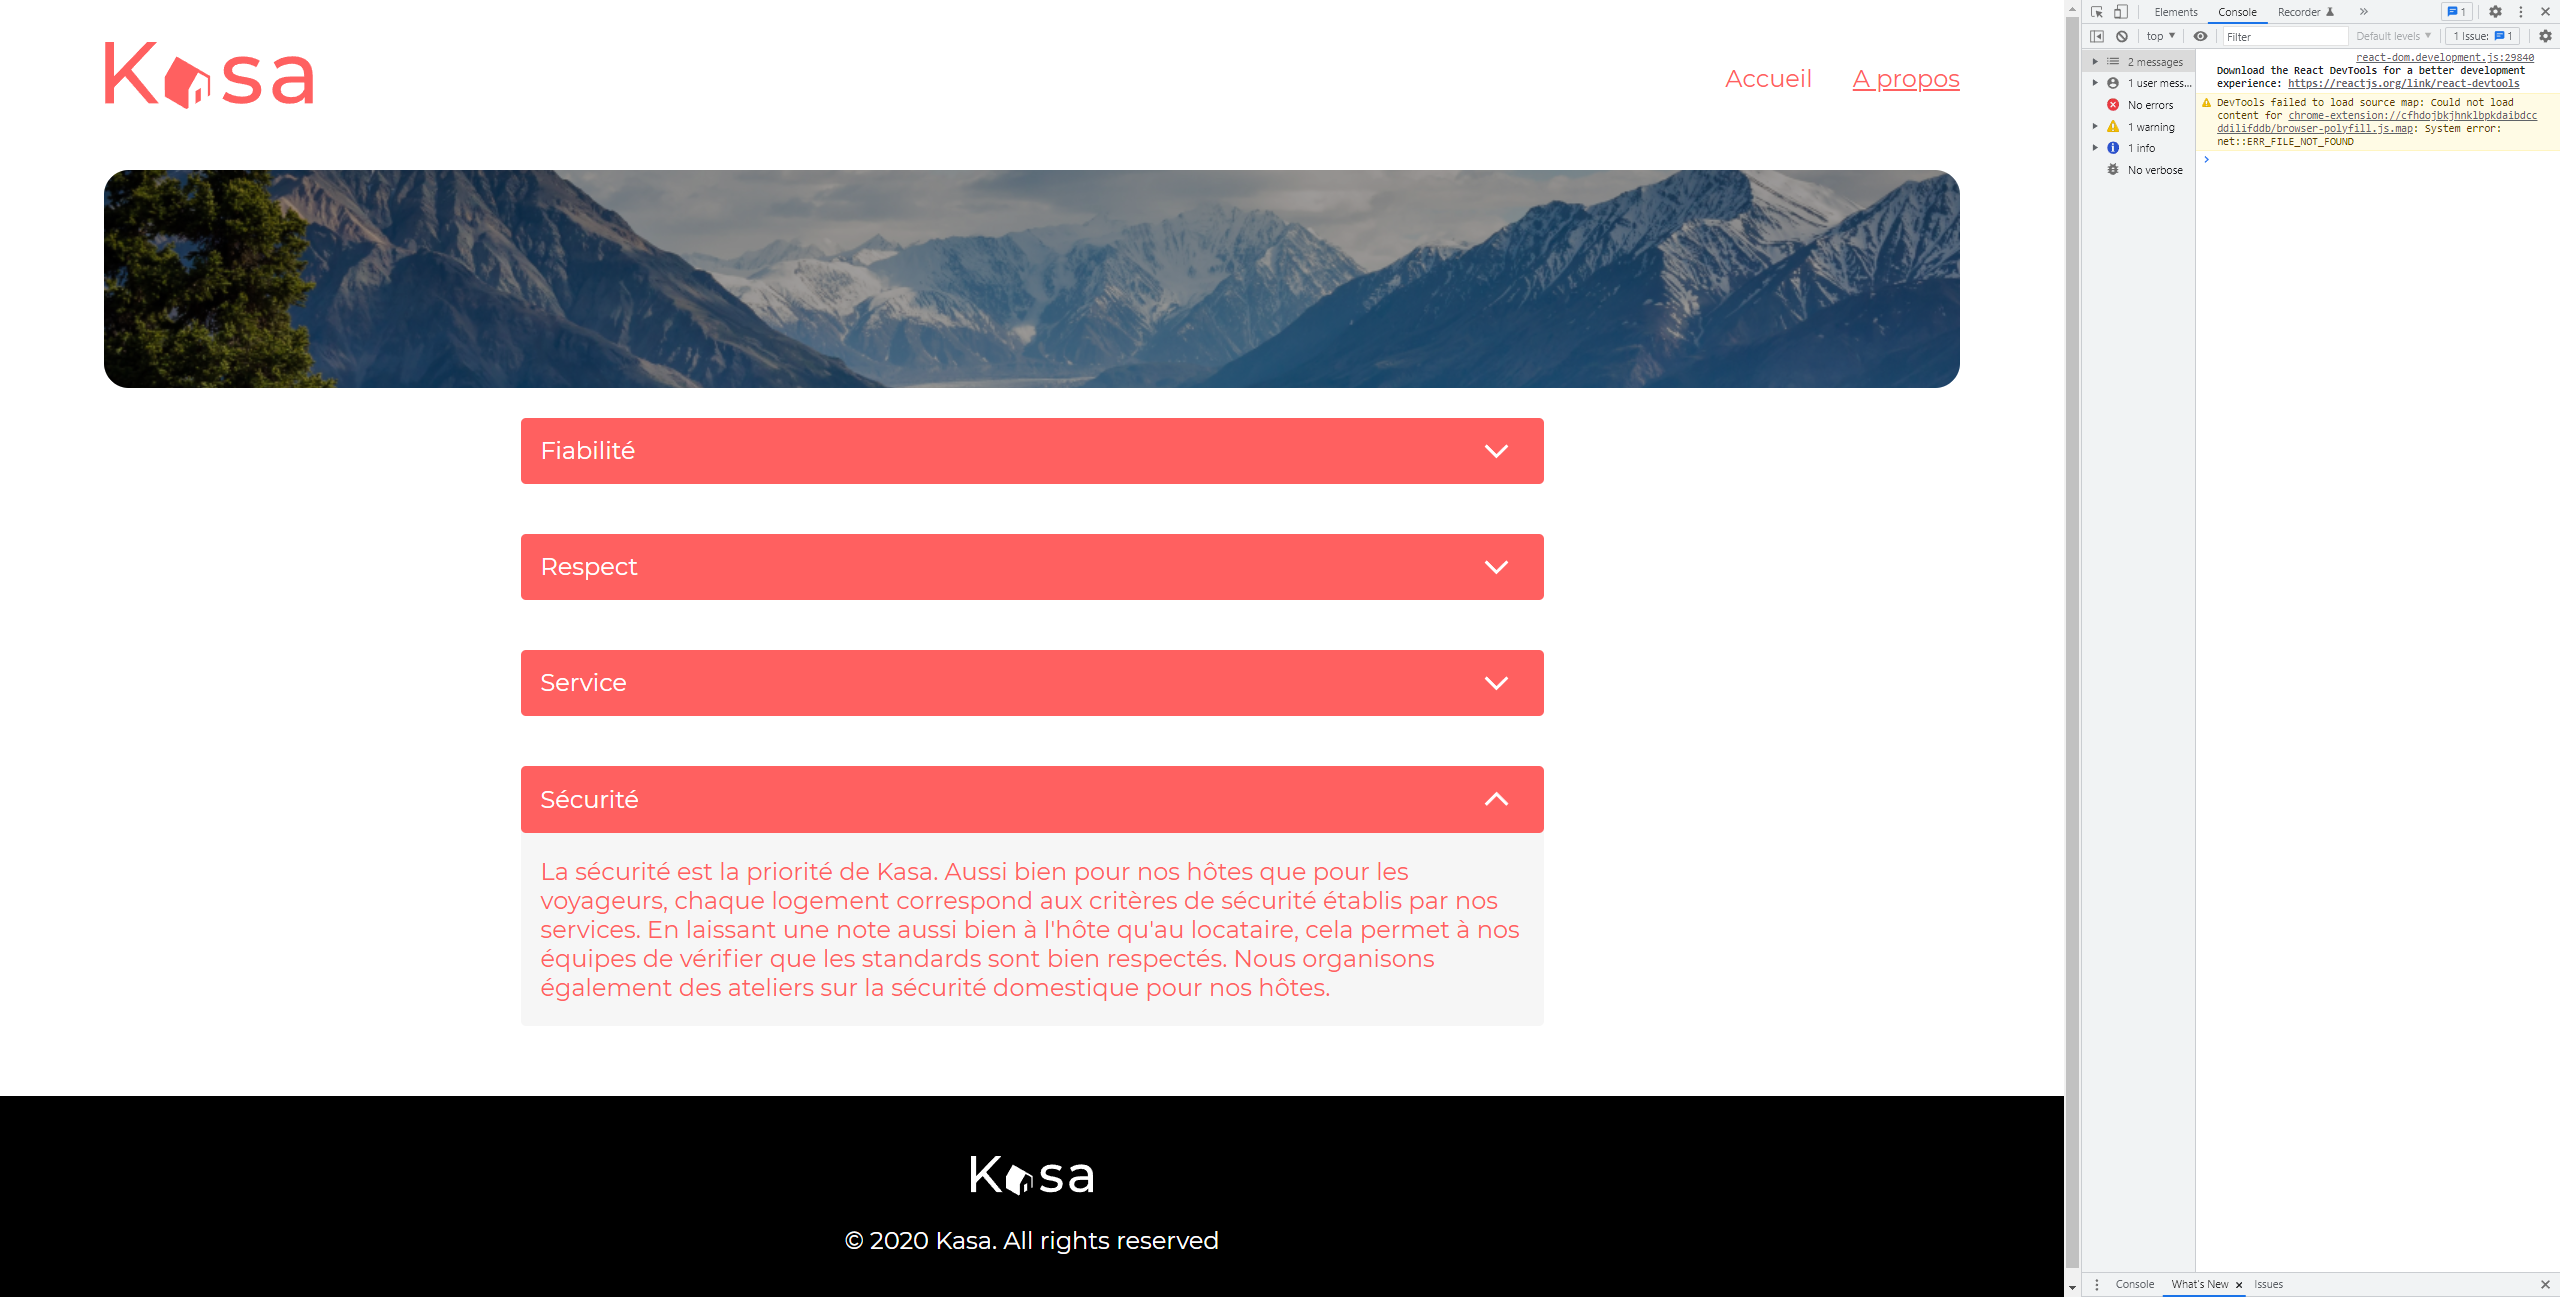 Kasa
Accueil
A propos
Fiabilité
Respect
Service
Sécurité
La sécurité est la priorité de Kasa. Aussi bien pour nos hôtes que pour les
voyageurs, chaque logement correspond aux critères de sécurité établis par nos
services. En laissant une note aussi bien à l'hôte qu'au locataire, cela permet à nos
équipes de vérifier que les standards sont bien respectés. Nous organisons
également des ateliers sur la sécurité domestique pour nos hôtes.
Kasa
© 2020 Kasa. All rights reserved
Elements
Console
Recorder
1
top
Filter
Default levels
1 Issue: 1
2 messages
1 user mess...
No errors
1 warning
1 info
No verbose
react-dom.development.js:29840
Download the React DevTools for a better development
experience: https://reactjs.org/link/react-devtools
DevTools failed to load source map: Could not load
content for chrome-extension://cfhdojbkjhnklbpkdaibdcc
ddilifddb/browser-polyfill.js.map: System error:
net::ERR_FILE_NOT_FOUND
Console
What's New
Issues